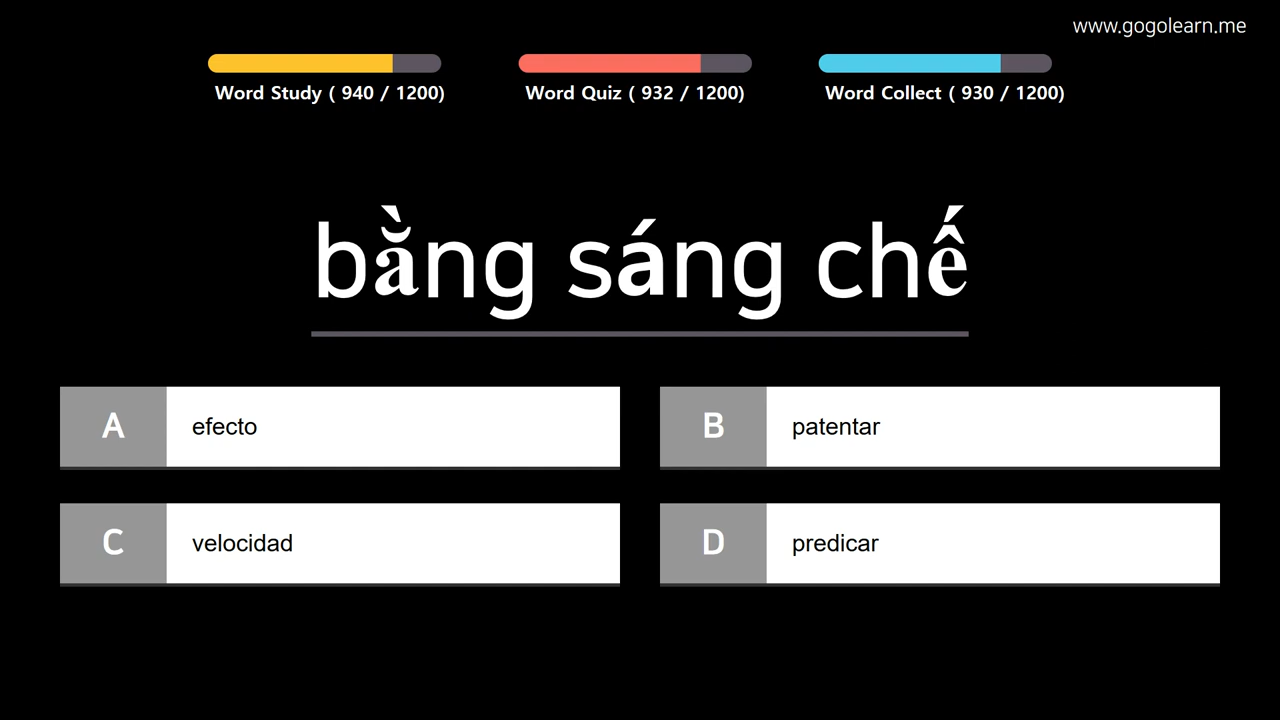 www.gogolearn.me
Word Study ( 940 / 1200)
Word Quiz ( 932 / 1200)
Word Collect ( 930 / 1200)
bằng sáng chế
A efecto
B patentar
C velocidad
D predicar